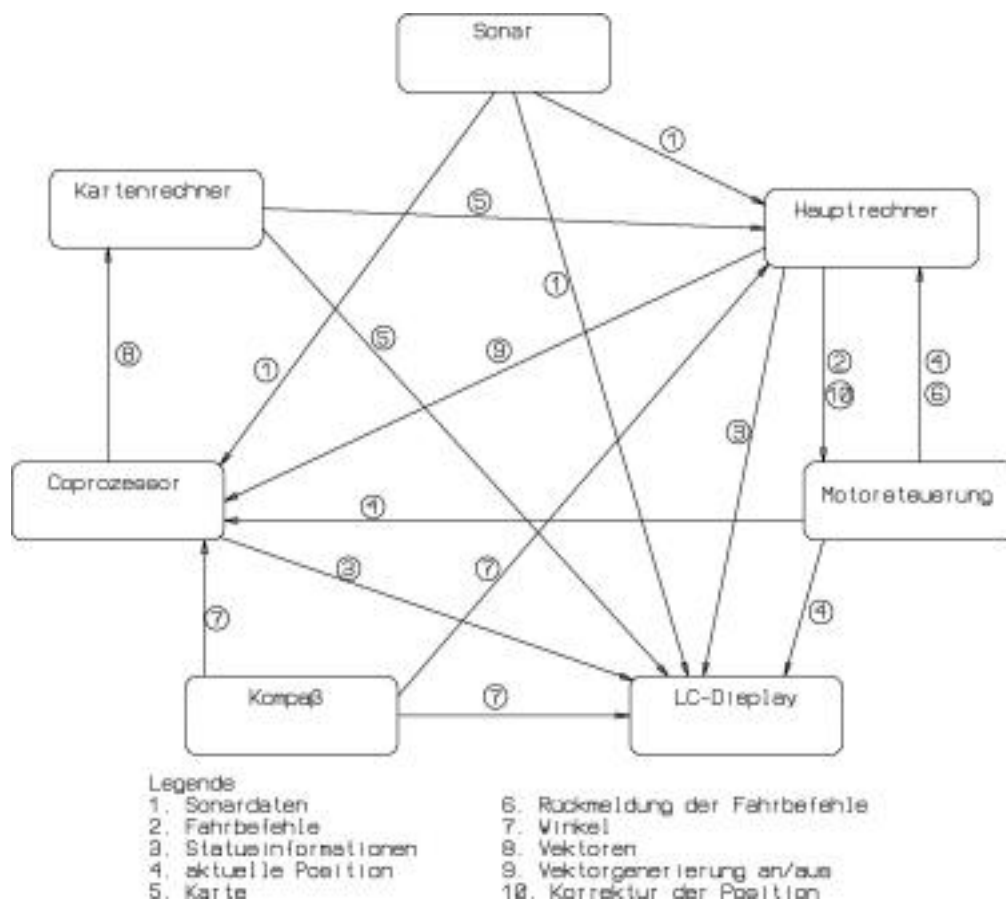 Sonar
①
Kartenrechner
⑤
Hauptrechner
①
⑤
⑨
⑧
①
②
④
⑩
⑥
③
Coprozessor
Motorsteuerung
④
③
⑦
④
⑦
Kompaß
⑦
LC-Display
Legende
1. Sonardaten
2. Fahrbefehle
3. Statusinformationen
4. aktuelle Position
5. Karte
6. Rückmeldung der Fahrbefehle
7. Winkel
8. Vektoren
9. Vektorgenerierung an/aus
10. Korrektur der Position